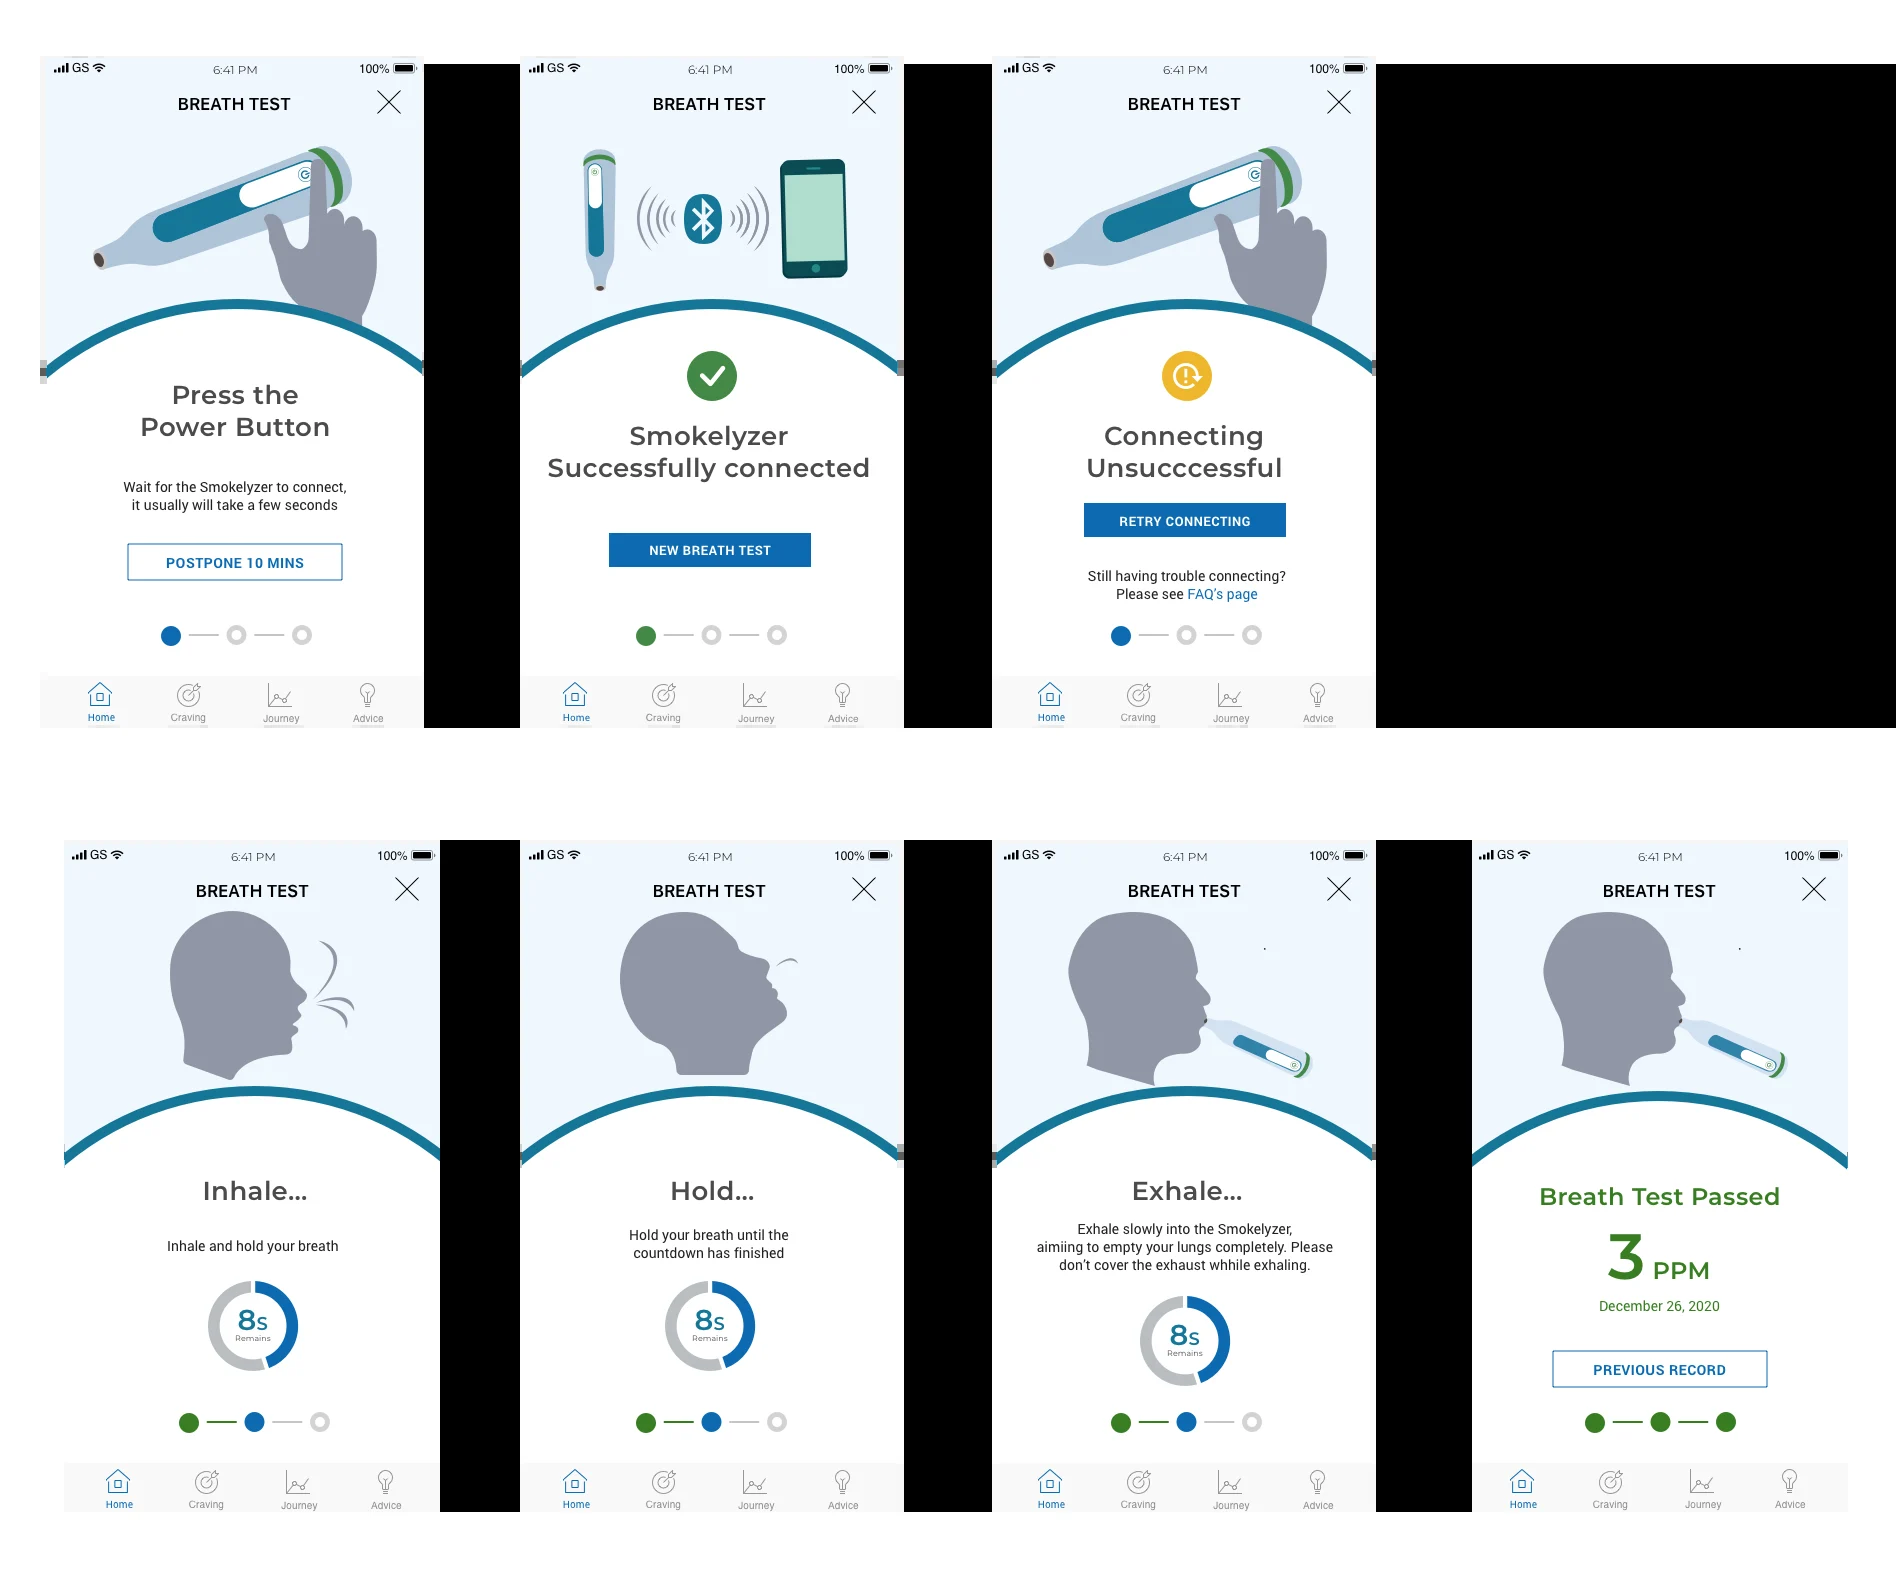 GS 6:41 PM 100%
BREATH TEST
Press the
Power Button
Wait for the Smokelyzer to connect,
it usually will take a few seconds
POSTPONE 10 MINS
Home Craving Journey Advice
GS 6:41 PM 100%
BREATH TEST
Smokelyzer
Successfully connected
NEW BREATH TEST
Home Craving Journey Advice
GS 6:41 PM 100%
BREATH TEST
Connecting
Unsucccessful
RETRY CONNECTING
Still having trouble connecting?
Please see FAQ's page
Home Craving Journey Advice
GS 6:41 PM 100%
BREATH TEST
Inhale...
Inhale and hold your breath
8s
Remains
Home Craving Journey Advice
GS 6:41 PM 100%
BREATH TEST
Hold...
Hold your breath until the
countdown has finished
8s
Remains
Home Craving Journey Advice
GS 6:41 PM 100%
BREATH TEST
Exhale...
Exhale slowly into the Smokelyzer,
aimiing to empty your lungs completely. Please
don't cover the exhaust whhile exhaling.
8s
Remains
Home Craving Journey Advice
GS 6:41 PM 100%
BREATH TEST
Breath Test Passed
3 PPM
December 26, 2020
PREVIOUS RECORD
Home Craving Journey Advice